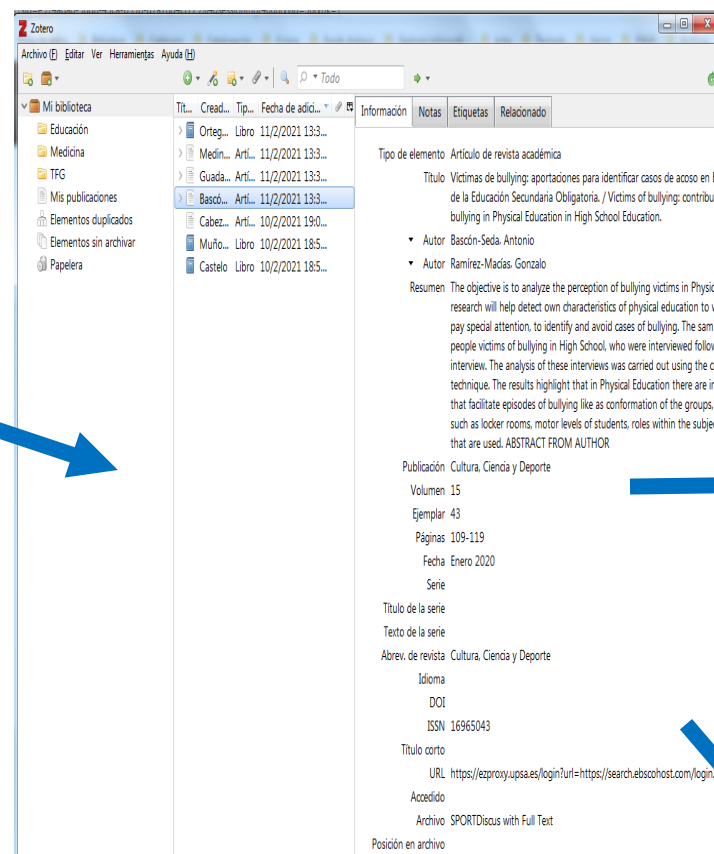 Zotero
Archivo (F) Editar Ver Herramientas Ayuda (H)
Todo
Mi biblioteca
Educación
Medicina
TFG
Mis publicaciones
Elementos duplicados
Elementos sin archivar
Papelera
Tít... Cread... Tip... Fecha de adici...
Orteg... Libro 11/2/2021 13:3...
Medin... Artí... 11/2/2021 13:3...
Guada... Artí... 11/2/2021 13:3...
Bascó... Artí... 11/2/2021 13:3...
Cabez... Artí... 10/2/2021 19:0...
Muño... Libro 10/2/2021 18:5...
Castelo Libro 10/2/2021 18:5...
Información Notas Etiquetas Relacionado
Tipo de elemento Artículo de revista académica
Título Víctimas de bullying: aportaciones para identificar casos de acoso en
de la Educación Secundaria Obligatoria. / Victims of bullying: contribu
bullying in Physical Education in High School Education.
Autor Bascón-Seda, Antonio
Autor Ramírez-Macías, Gonzalo
Resumen The objective is to analyze the perception of bullying victims in Physic
research will help detect own characteristics of physical education to
pay special attention, to identify and avoid cases of bullying. The sam
people victims of bullying in High School, who were interviewed follow
interview. The analysis of these interviews was carried out using the c
technique. The results highlight that in Physical Education there are i
that facilitate episodes of bullying like as conformation of the groups,
such as locker rooms, motor levels of students, roles within the subje
that are used. ABSTRACT FROM AUTHOR
Publicación Cultura, Ciencia y Deporte
Volumen 15
Ejemplar 43
Páginas 109-119
Fecha Enero 2020
Serie
Título de la serie
Texto de la serie
Abrev. de revista Cultura, Ciencia y Deporte
Idioma
DOI
ISSN 16965043
Título corto
URL https://ezproxy.upsa.es/login?url=https://search.ebscohost.com/login.
Accedido
Archivo SPORTDiscus with Full Text
Posición en archivo